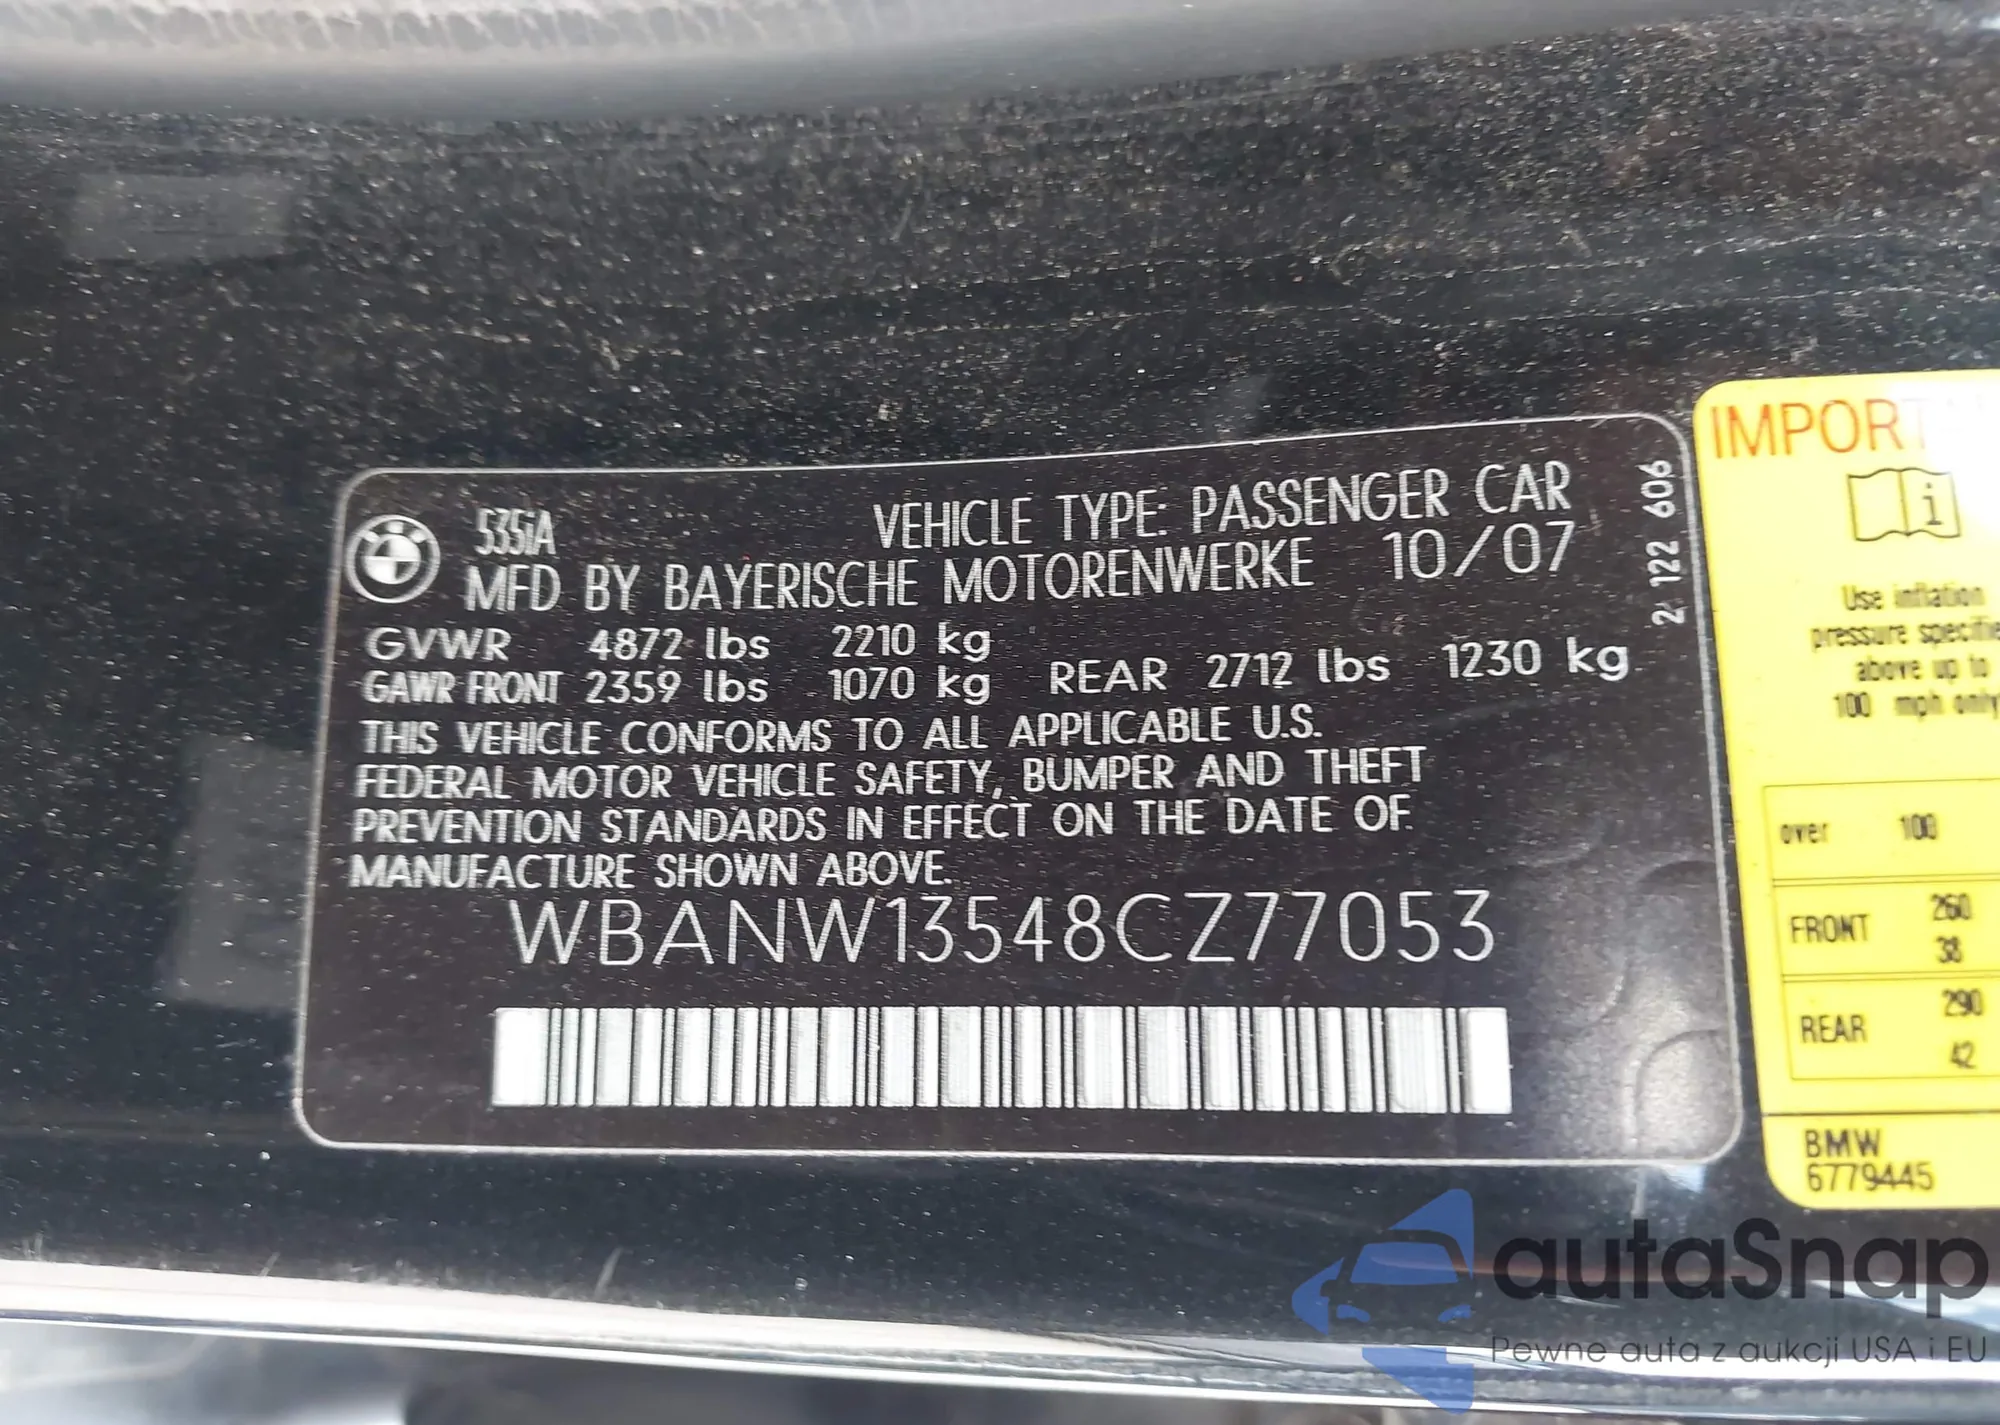 535iA VEHICLE TYPE: PASSENGER CAR
MFD BY BAYERISCHE MOTORENWERKE 10/07
GVWR 4872 lbs 2210 kg
GAWR FRONT 2359 lbs 1070 kg REAR 2712 lbs 1230 kg
THIS VEHICLE CONFORMS TO ALL APPLICABLE U.S.
FEDERAL MOTOR VEHICLE SAFETY, BUMPER AND THEFT
PREVENTION STANDARDS IN EFFECT ON THE DATE OF
MANUFACTURE SHOWN ABOVE.
WBANW13548CZ77053
2 122 606
i
Use inflation
pressure
above up to
100 mph only
over 100
FRONT 260
38
REAR 290
42
BMW
6779445
autaSnap
Pewne auta z aukcji USA i EU